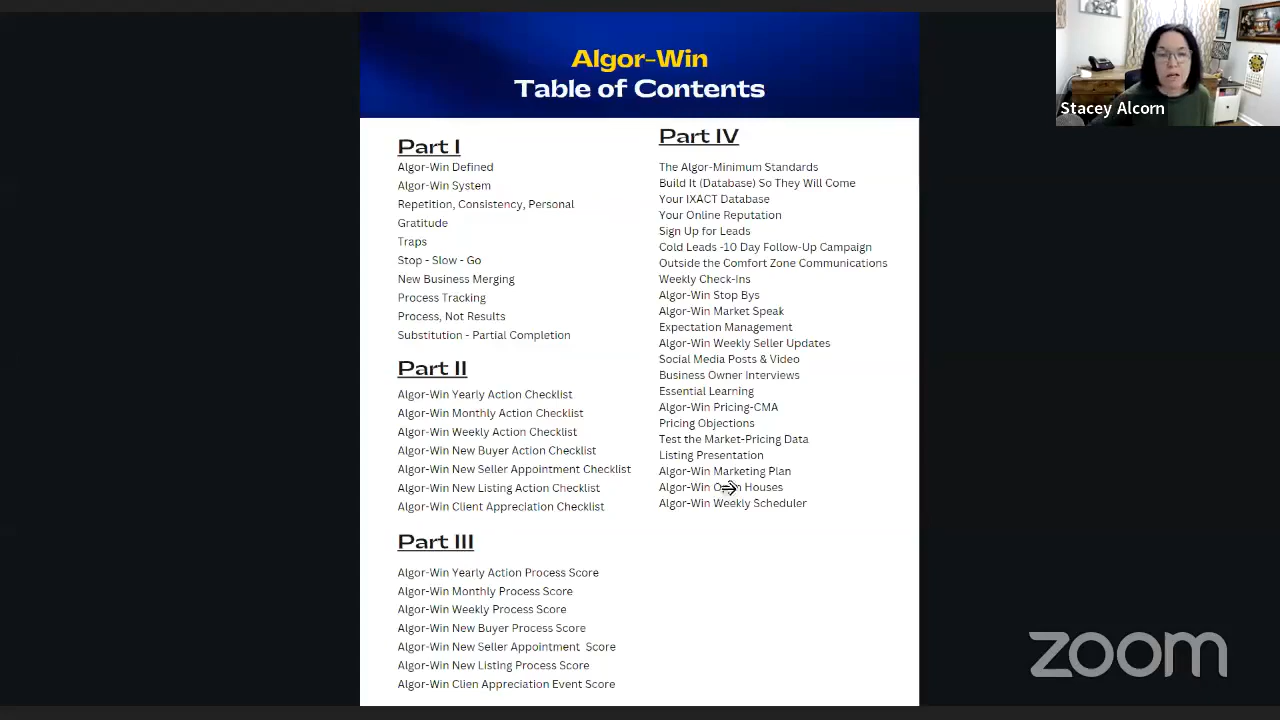 Algor-Win
Table of Contents
Part I
Algor-Win Defined
Algor-Win System
Repetition, Consistency, Personal
Gratitude
Traps
Stop - Slow - Go
New Business Merging
Process Tracking
Process, Not Results
Substitution - Partial Completion
Part II
Algor-Win Yearly Action Checklist
Algor-Win Monthly Action Checklist
Algor-Win Weekly Action Checklist
Algor-Win New Buyer Action Checklist
Algor-Win New Seller Appointment Checklist
Algor-Win New Listing Action Checklist
Algor-Win Client Appreciation Checklist
Part III
Algor-Win Yearly Action Process Score
Algor-Win Monthly Process Score
Algor-Win Weekly Process Score
Algor-Win New Buyer Process Score
Algor-Win New Seller Appointment Score
Algor-Win New Listing Process Score
Algor-Win Clien Appreciation Event Score
Part IV
The Algor-Minimum Standards
Build It (Database) So They Will Come
Your IXACT Database
Your Online Reputation
Sign Up for Leads
Cold Leads -10 Day Follow-Up Campaign
Outside the Comfort Zone Communications
Weekly Check-Ins
Algor-Win Stop Bys
Algor-Win Market Speak
Expectation Management
Algor-Win Weekly Seller Updates
Social Media Posts & Video
Business Owner Interviews
Essential Learning
Algor-Win Pricing-CMA
Pricing Objections
Test the Market-Pricing Data
Listing Presentation
Algor-Win Marketing Plan
Algor-Win Open Houses
Algor-Win Weekly Scheduler
Stacey Alcorn
zoom